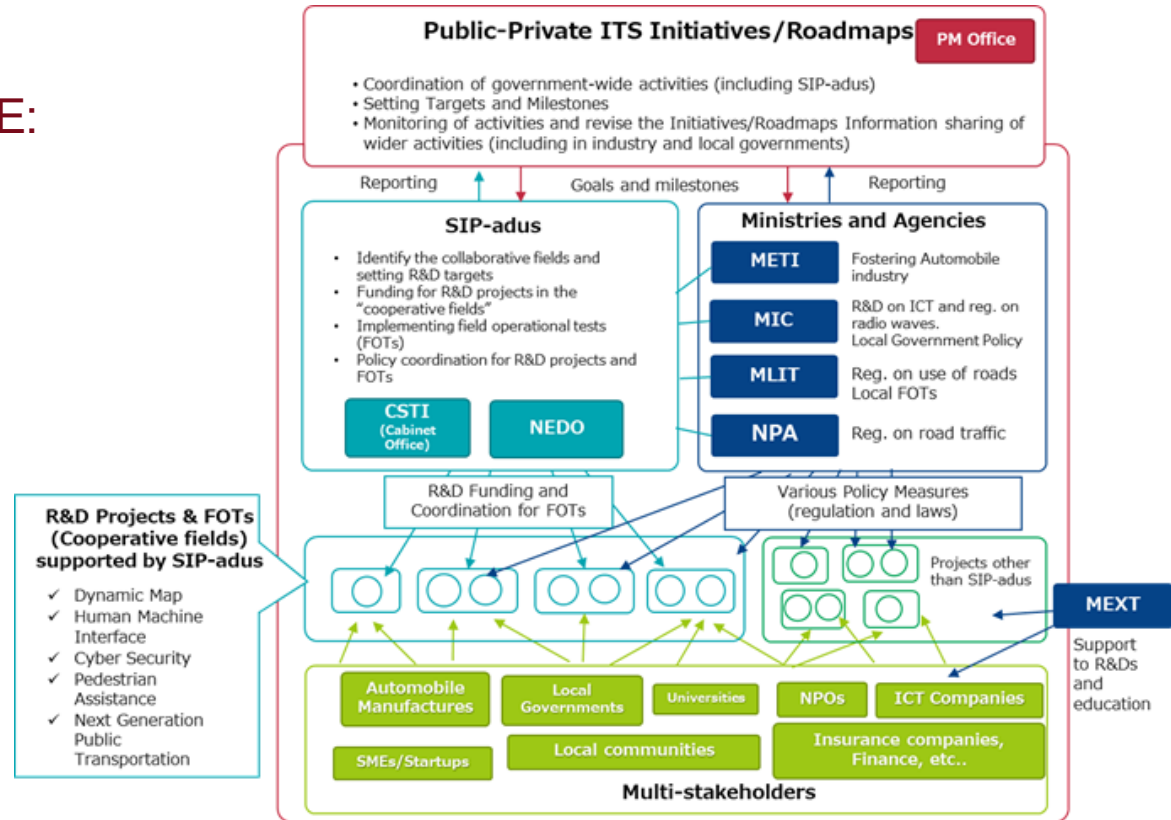 E:
Public-Private ITS Initiatives/Roadmaps
PM Office
• Coordination of government-wide activities (including SIP-adus)
• Setting Targets and Milestones
• Monitoring of activities and revise the Initiatives/Roadmaps Information sharing of
wider activities (including in industry and local governments)
Reporting
Goals and milestones
Reporting
SIP-adus
• Identify the collaborative fields and
setting R&D targets
• Funding for R&D projects in the
"cooperative fields"
• Implementing field operational tests
(FOTs)
• Policy coordination for R&D projects and
FOTs
CSTI
(Cabinet
Office)
NEDO
Ministries and Agencies
METI
Fostering Automobile
industry
MIC
R&D on ICT and reg. on
radio waves.
Local Government Policy
MLIT
Reg. on use of roads
Local FOTs
NPA
Reg. on road traffic
R&D Funding and
Coordination for FOTs
Various Policy Measures
(regulation and laws)
R&D Projects & FOTs
(Cooperative fields)
supported by SIP-adus
✓ Dynamic Map
✓ Human Machine
Interface
✓ Cyber Security
✓ Pedestrian
Assistance
✓ Next Generation
Public
Transportation
Projects other
than SIP-adus
MEXT
Support
to R&Ds
and
education
Automobile
Manufactures
Local
Governments
Universities
NPOs
ICT Companies
SMEs/Startups
Local communities
Insurance companies,
Finance, etc..
Multi-stakeholders